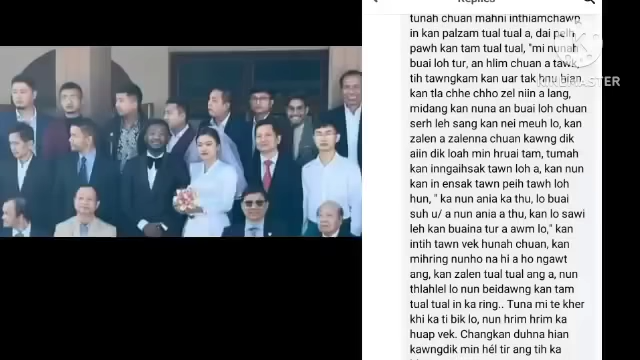 Replies
tunah chuan mahni inthiamchawp
in kan palzam tual tual a, dai peih
pawh kan tam tual tual, "mi nunah
buai loh tur, an hlim chuan a tawk,
tih tawngkam kan uar tak hnu hian,
kan tla chhe chho zel niin a lang,
midang kan nuna an buai loh chuan
serh leh sang kan nei meuh lo, kan
zalen a zalenna chuan kawng dik
aiin dik loah min hruai tam, tumah
kan inngaihsak tawn loh a, kan nun
kan in ensak tawn peih tawh loh
hun, " ka nun ania ka thu, lo buai
suh u/ a nun ania a thu, kan lo sawi
leh kan buaina tur a awm lo," kan
intih tawn vek hunah chuan, kan
mihring nunho na hi a ho ngawt
ang, kan zalen tual tual ang a, nun
thlahlel lo nun beidawng kan tam
tual tual in ka ring.. Tuna mi te kher
khi ka ti bik lo, nun hrim hrim ka
huap vek. Changkan duhna hian
kawngdik min hél tir ang tih ka